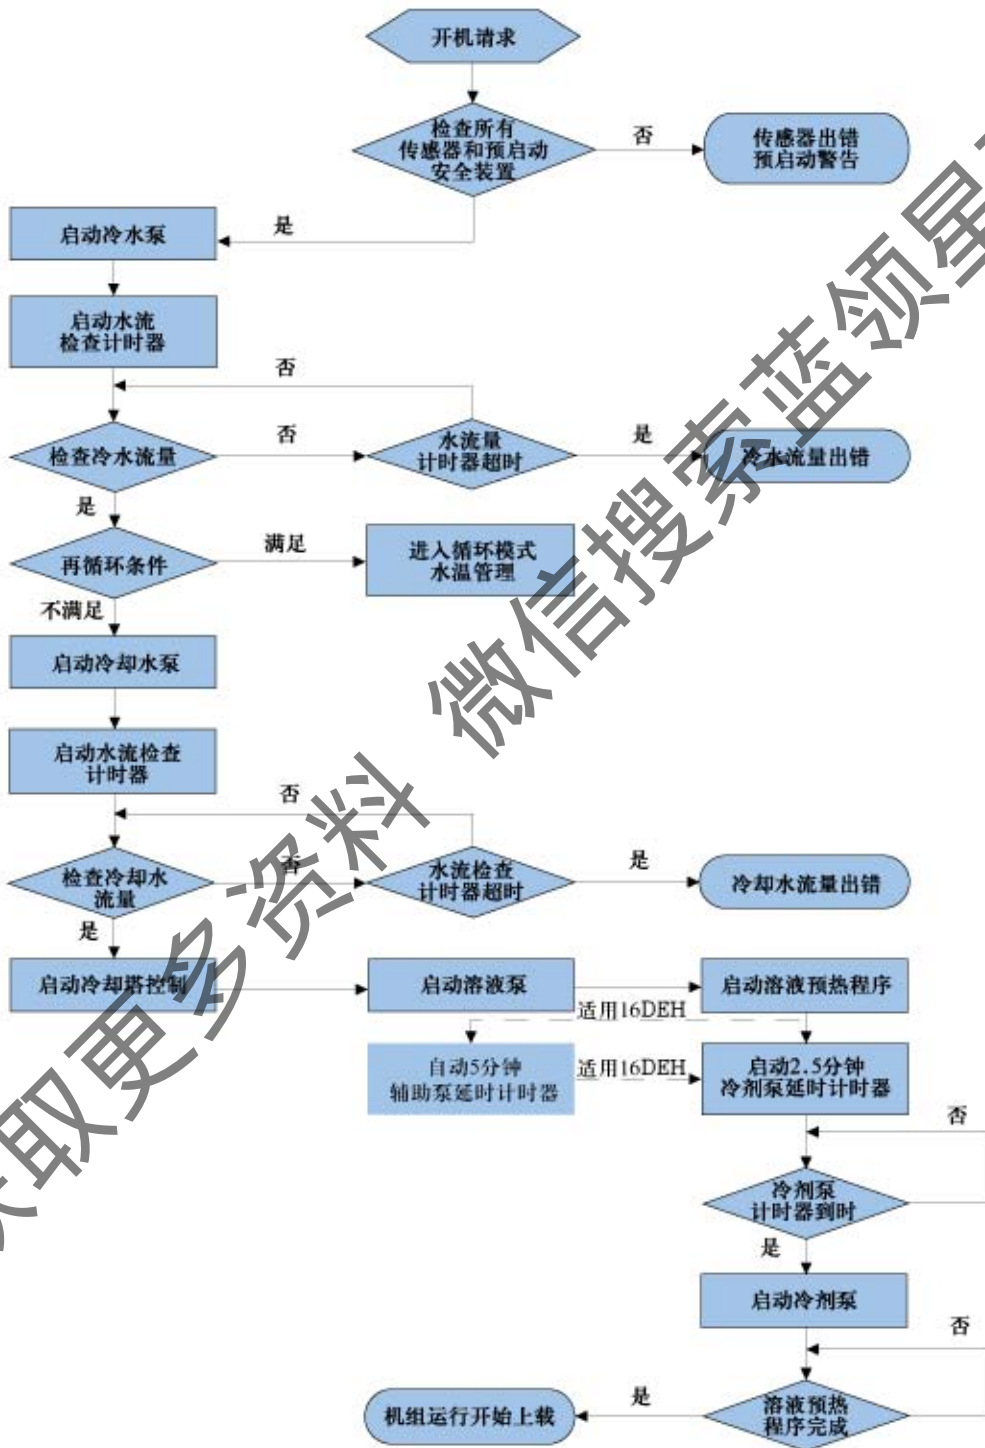 开机请求
检查所有
传感器和预启动
安全装置
否
传感器出错
预启动警告
是
启动冷水泵
启动水流
检查计时器
否
检查冷水流量
否
水流量
计时器超时
是
冷水流量出错
是
再循环条件
满足
进入循环模式
水温管理
不满足
启动冷却水泵
启动水流检查
计时器
否
检查冷却水
流量
否
水流检查
计时器超时
是
冷却水流量出错
是
启动冷却塔控制
启动溶液泵
启动溶液预热程序
适用16DEH
自动5分钟
辅助泵延时计时器
适用16DEH
启动2.5分钟
冷剂泵延时计时器
否
冷剂泵
计时器到时
是
启动冷剂泵
否
溶液预热
程序完成
是
机组运行开始上载
获取更多资料 微信搜索蓝领星